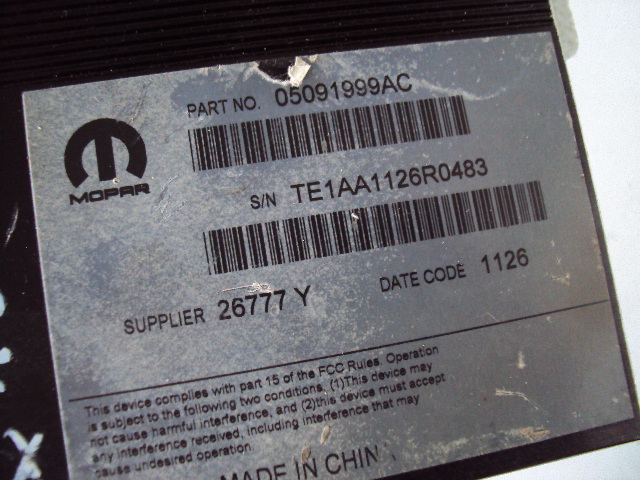 PART NO. 05091999AC
MOPAR
S/N TE1AA1126R0483
SUPPLIER 26777 Y
DATE CODE 1126
This device complies with part 15 of the FCC Rules. Operation
is subject to the following two conditions, (1)This device may
not cause harmful interference, and (2)this device must accept
any interference received, including interference that may
cause undesired operation.
MADE IN CHIN